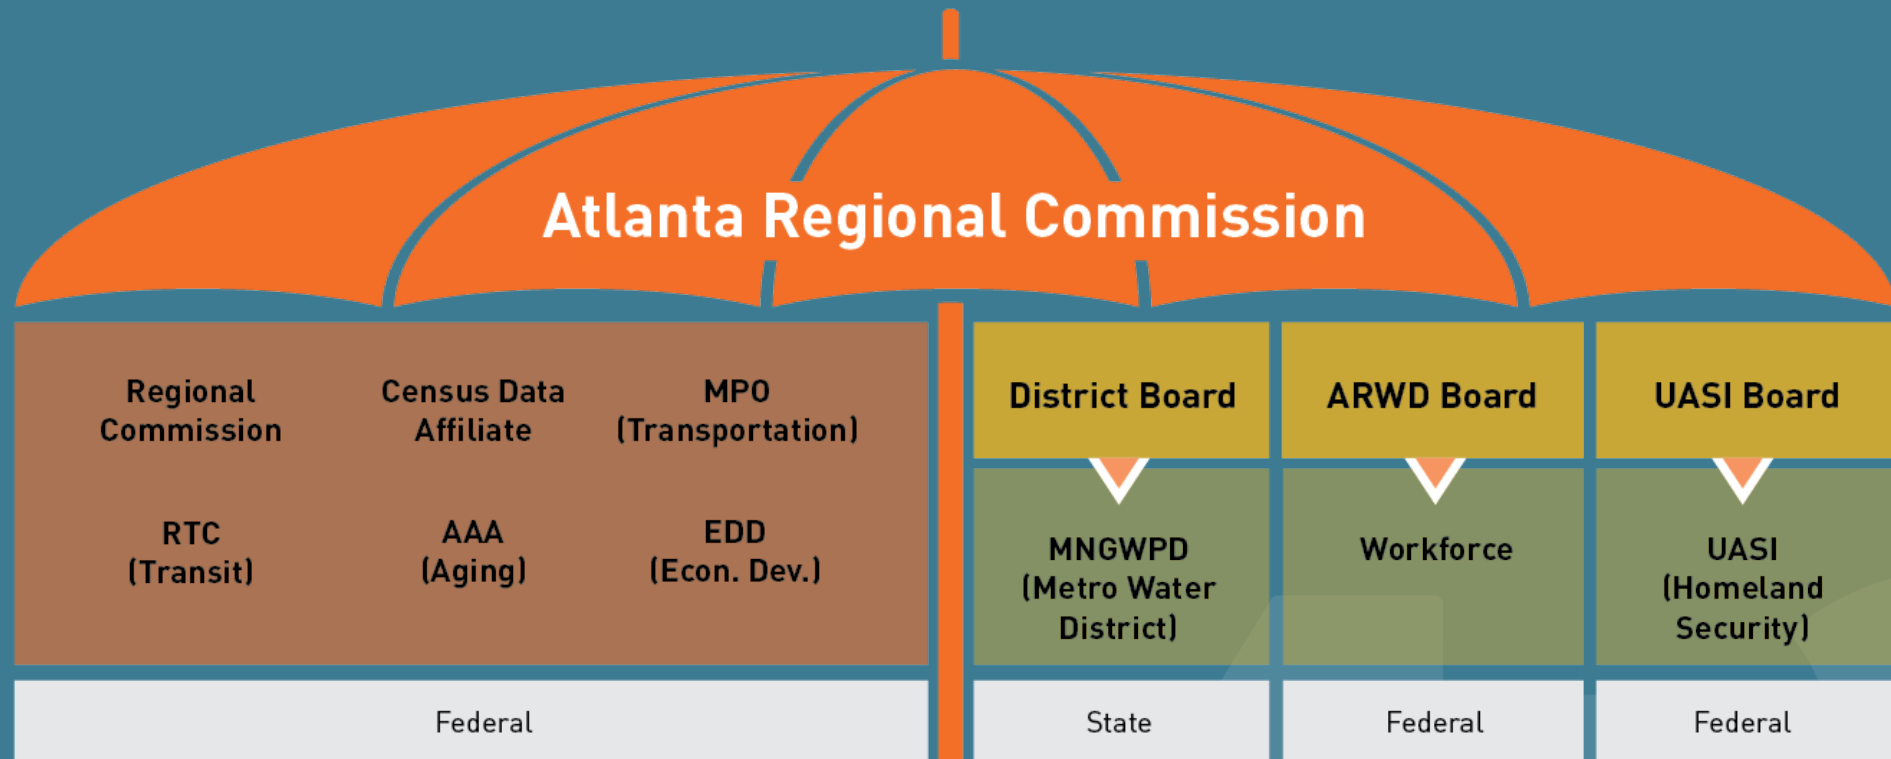 Atlanta Regional Commission
Regional
Commission
Census Data
Affiliate
MPO
(Transportation)
RTC
(Transit)
AAA
(Aging)
EDD
(Econ. Dev.)
Federal
District Board
MNGWPD
(Metro Water
District)
State
ARWD Board
Workforce
Federal
UASI Board
UASI
(Homeland
Security)
Federal